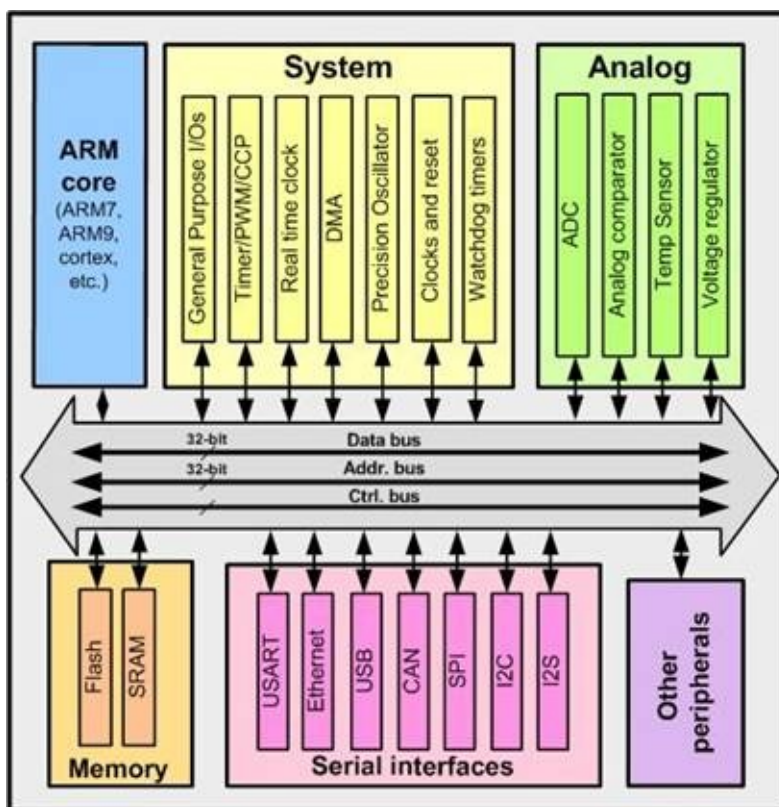 ARM
core
(ARM7,
ARM9,
cortex,
etc.)
System
General Purpose I/Os
Timer/PWM/CCP
Real time clock
DMA
Precision Oscillator
Clocks and reset
Watchdog timers
Analog
ADC
Analog comparator
Temp Sensor
Voltage regulator
32-bit Data bus
32-bit Addr. bus
Ctrl. bus
Flash
SRAM
Memory
USART
Ethernet
USB
CAN
SPI
I2C
I2S
Serial interfaces
Other
peripherals